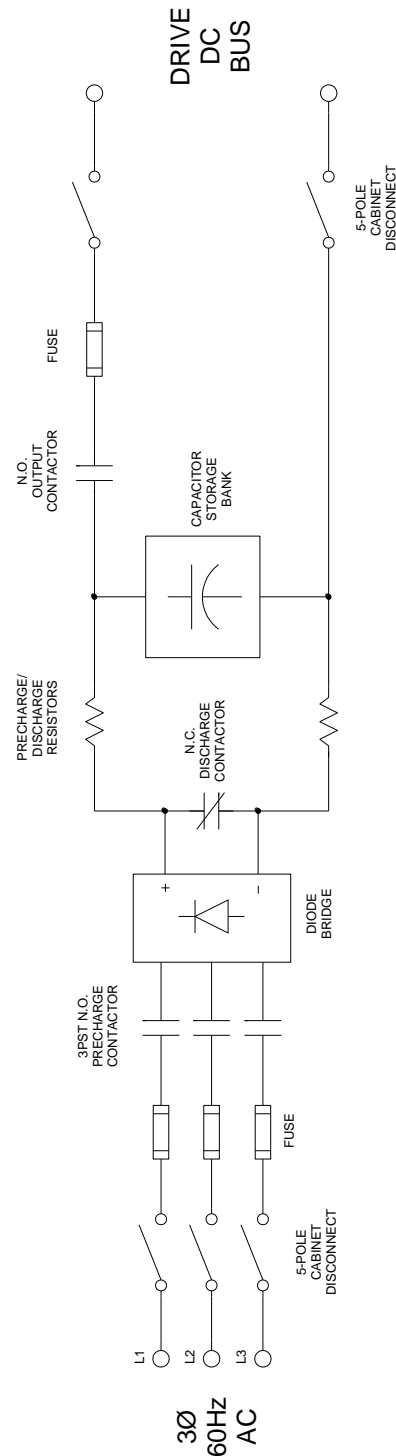 3Ø
60Hz
AC
L1
L2
L3
5-POLE
CABINET
DISCONNECT
FUSE
3PST N.O.
PRECHARGE
CONTACTOR
+
–
DIODE
BRIDGE
N.C.
DISCHARGE
CONTACTOR
PRECHARGE/
DISCHARGE
RESISTORS
CAPACITOR
STORAGE
BANK
N.O.
OUTPUT
CONTACTOR
FUSE
5-POLE
CABINET
DISCONNECT
DRIVE
DC
BUS